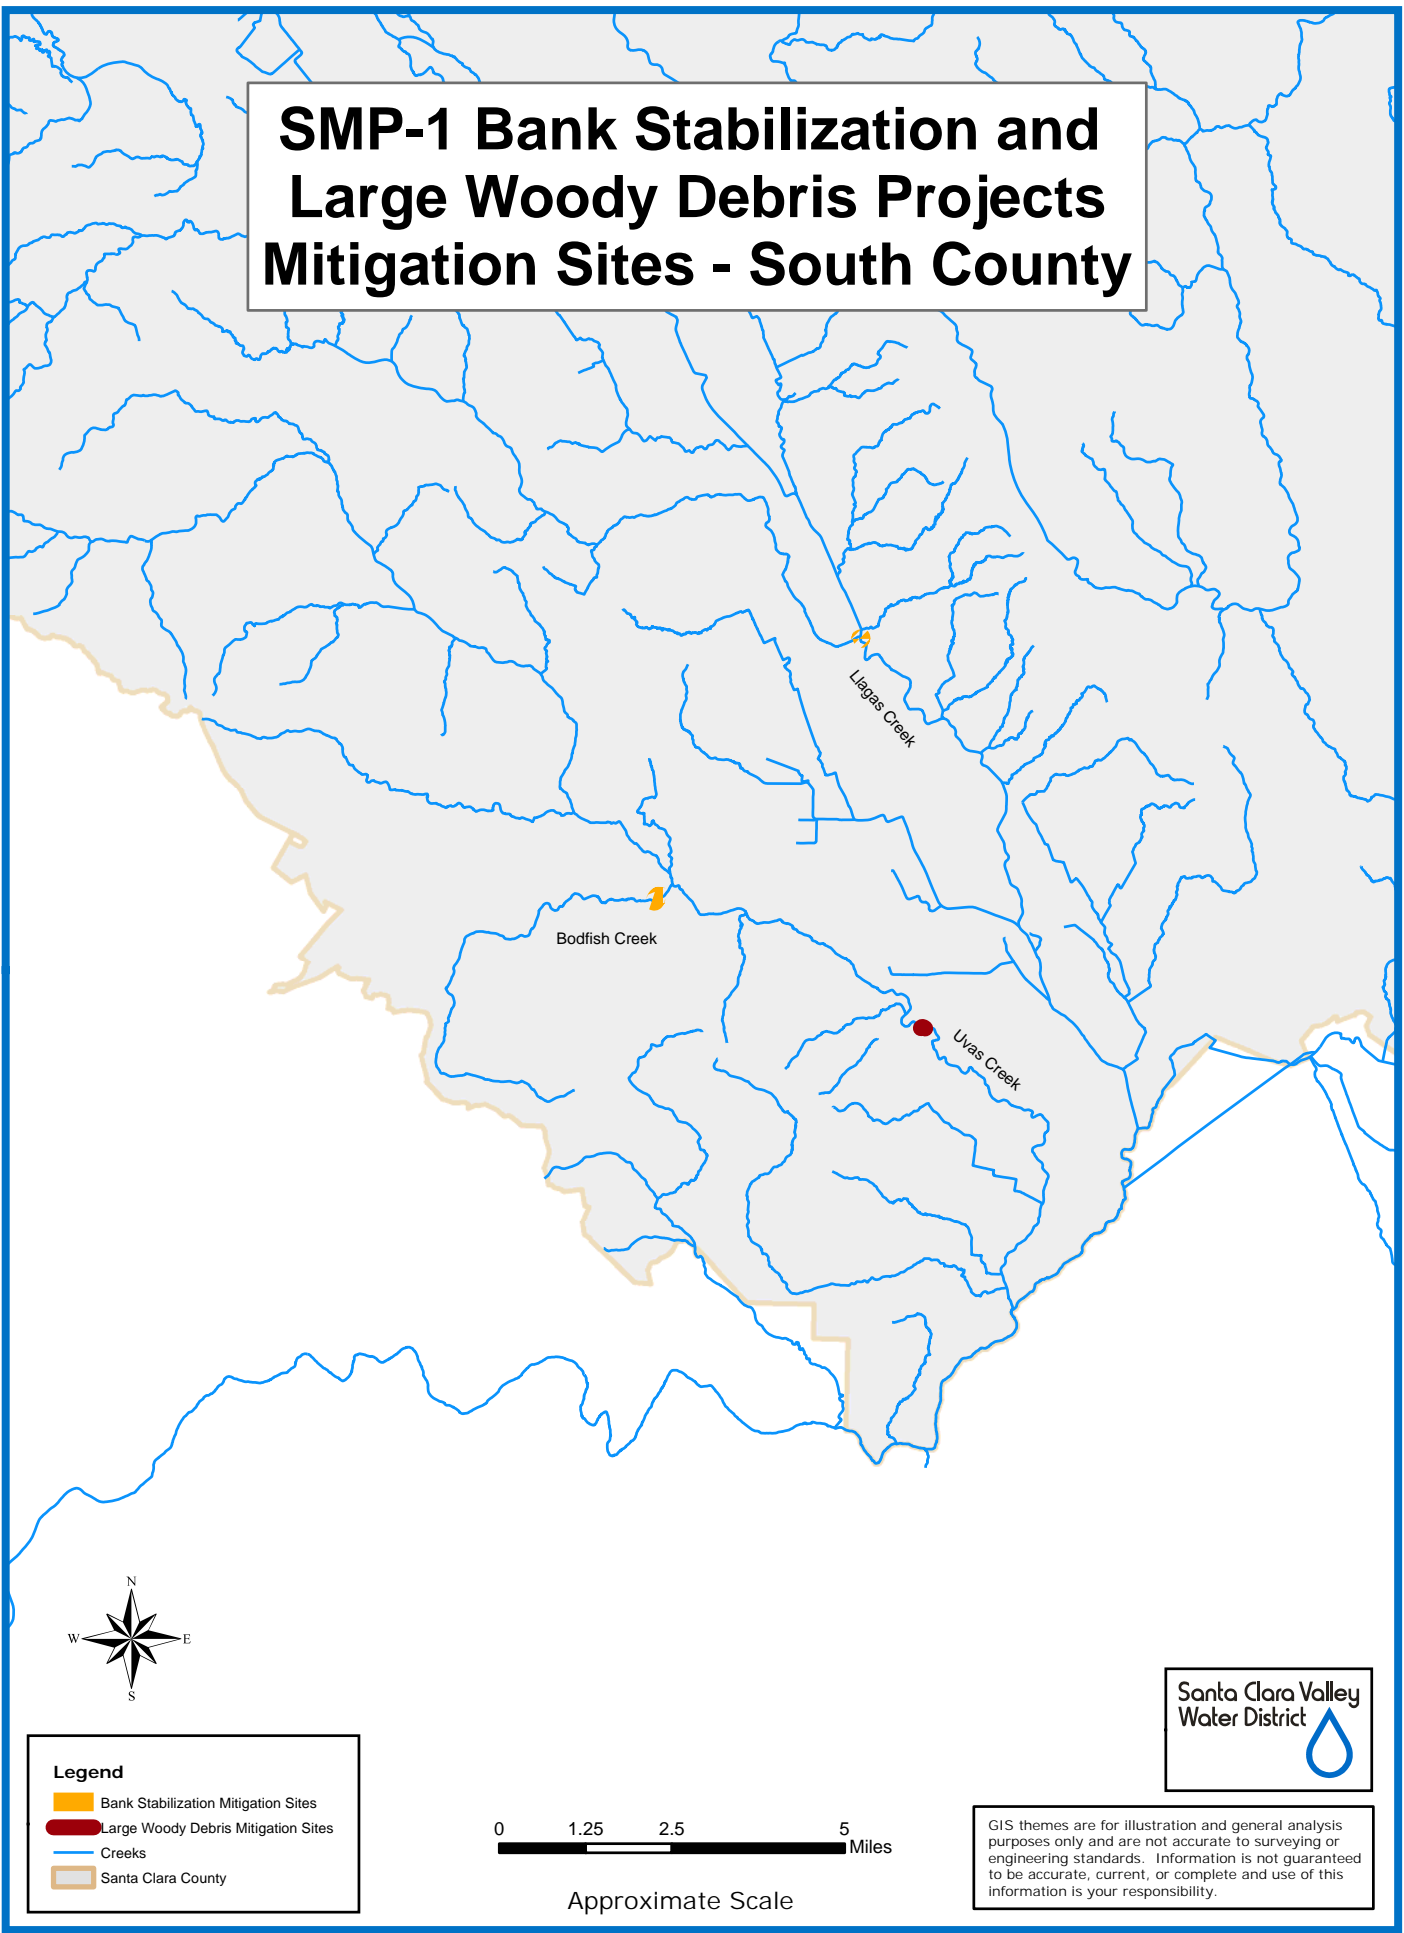 SMP-1 Bank Stabilization and
Large Woody Debris Projects
Mitigation Sites - South County
Llagas Creek
Bodfish Creek
Uvas Creek
N
W
E
S
Santa Clara Valley
Water District
Legend
Bank Stabilization Mitigation Sites
Large Woody Debris Mitigation Sites
Creeks
Santa Clara County
0 1.25 2.5 5
Miles
Approximate Scale
GIS themes are for illustration and general analysis
purposes only and are not accurate to surveying or
engineering standards. Information is not guaranteed
to be accurate, current, or complete and use of this
information is your responsibility.